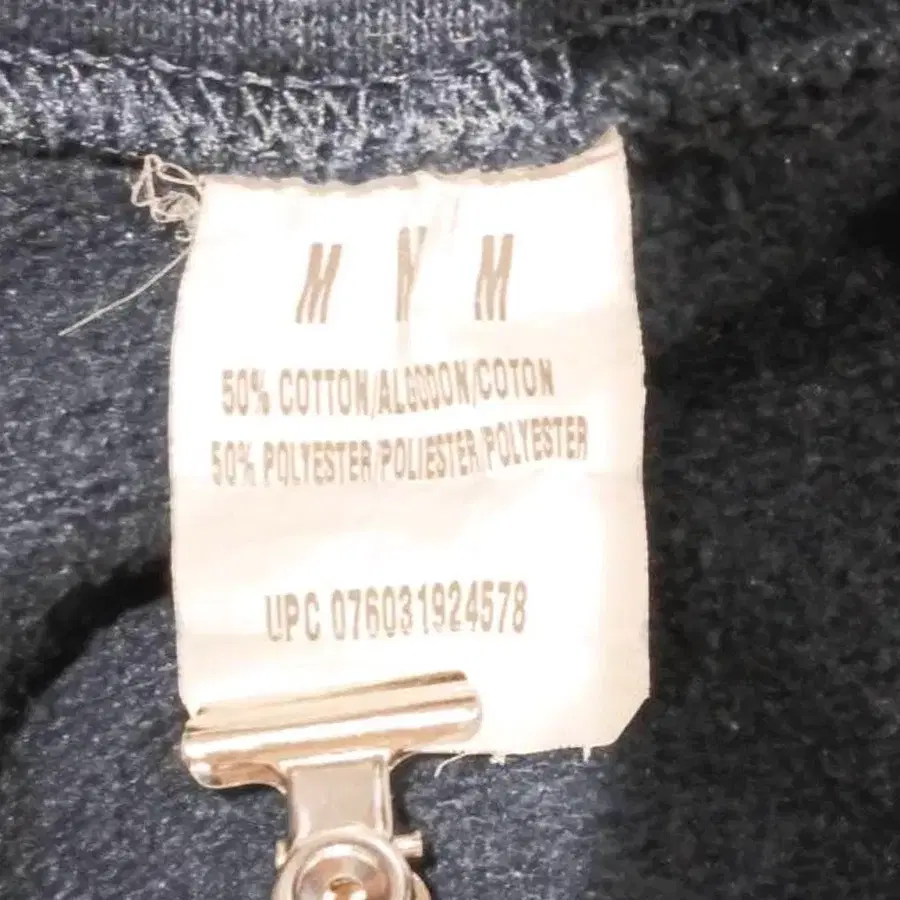 M M M
50% COTTON/ALGODON/COTON
50% POLYESTER/POLIESTER/POLYESTER
UPC 076031924578